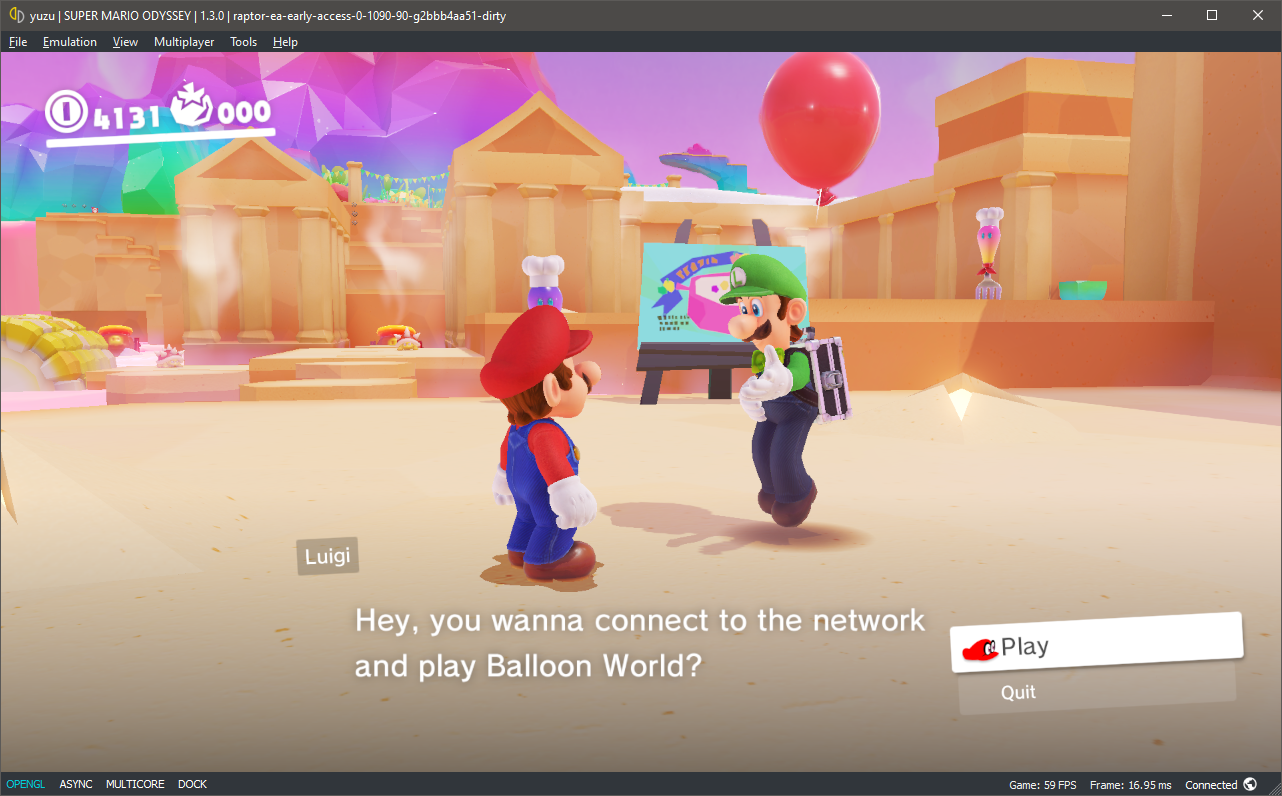 yuzu | SUPER MARIO ODYSSEY | 1.3.0 | raptor-ea-early-access-0-1090-90-g2bbb4aa51-dirty
File Emulation View Multiplayer Tools Help
4131 000
Luigi
Hey, you wanna connect to the network
and play Balloon World?
Play
Quit
OPENGL ASYNC MULTICORE DOCK Game: 59 FPS Frame: 16.95 ms Connected